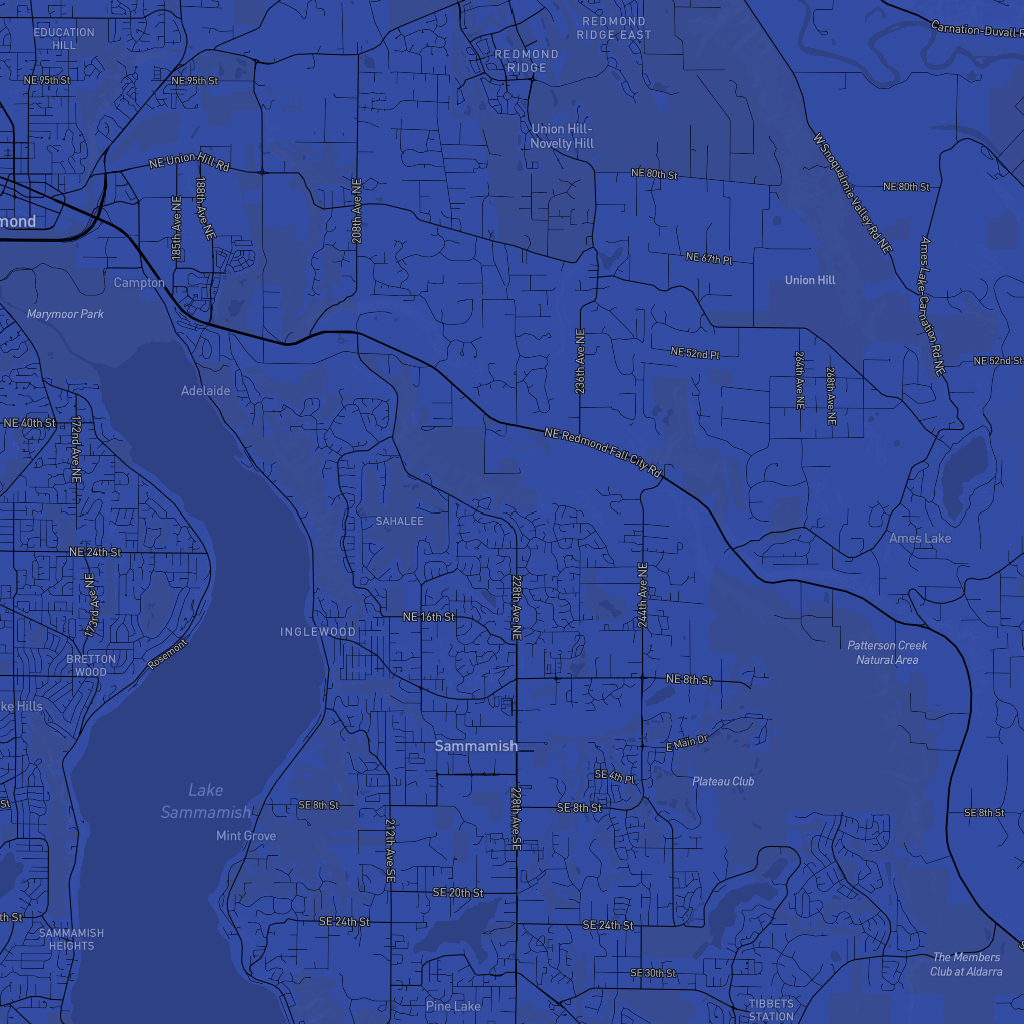 REDMOND
RIDGE EAST
Carnation-Duvall R
EDUCATION
HILL
REDMOND
RIDGE
NE 95th St
NE 95th St
Union Hill-
Novelty Hill
W Snoqualmie Valley Rd NE
NE Union Hill Rd
NE 80th St
NE 80th St
188th Ave NE
185th Ave NE
208th Ave NE
mond
Ames Lake-Carnation Rd NE
NE 67th Pl
Campton
Union Hill
Marymoor Park
236th Ave NE
NE 52nd Pl
NE 52nd St
264th Ave NE
268th Ave NE
Adelaide
NE 40th St
172nd Ave NE
NE Redmond Fall City Rd
SAHALEE
Ames Lake
NE 24th St
228th Ave NE
244th Ave NE
173rd Ave NE
NE 16th St
INGLEWOOD
Rosemont
Patterson Creek
Natural Area
BRETTON
WOOD
NE 8th St
ke Hills
E Main Dr
Sammamish
SE 4th Pl
Plateau Club
Lake
Sammamish
St
SE 8th St
SE 8th St
SE 8th St
228th Ave SE
Mint Grove
212th Ave SE
SE 20th St
th St
SE 24th St
SE 24th St
SAMMAMISH
HEIGHTS
The Members
Club at Aldarra
SE 30th St
Pine Lake
TIBBETS
STATION